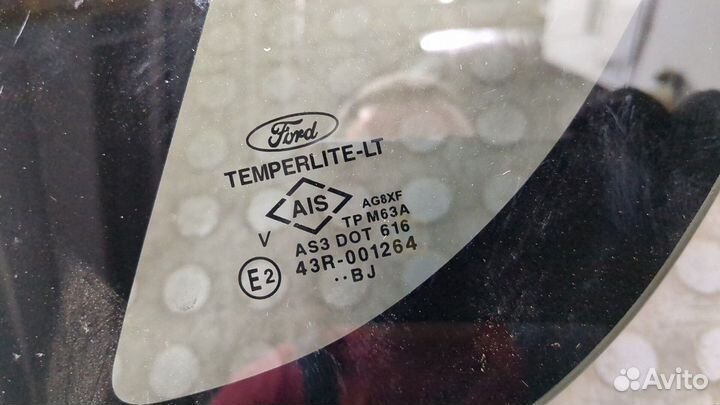 Ford
TEMPERLITE-LT
AIS
AG8XF
TP M63A
V
AS3 DOT 616
E2
43R-001264
..BJ
Avito